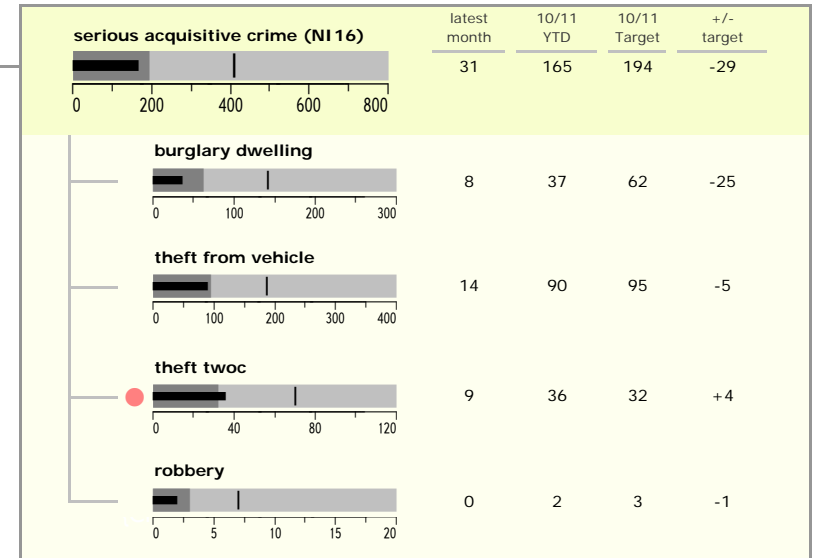 latest 10/11 10/11 +/-
serious acquisitive crime (NI16) month YTD Target target
31 165 194 -29
0 200 400 600 800
burglary dwelling
8 37 62 -25
0 100 200 300
theft from vehicle
14 90 95 -5
0 100 200 300 400
theft twoc
9 36 32 +4
0 40 80 120
robbery
0 2 3 -1
0 5 10 15 20